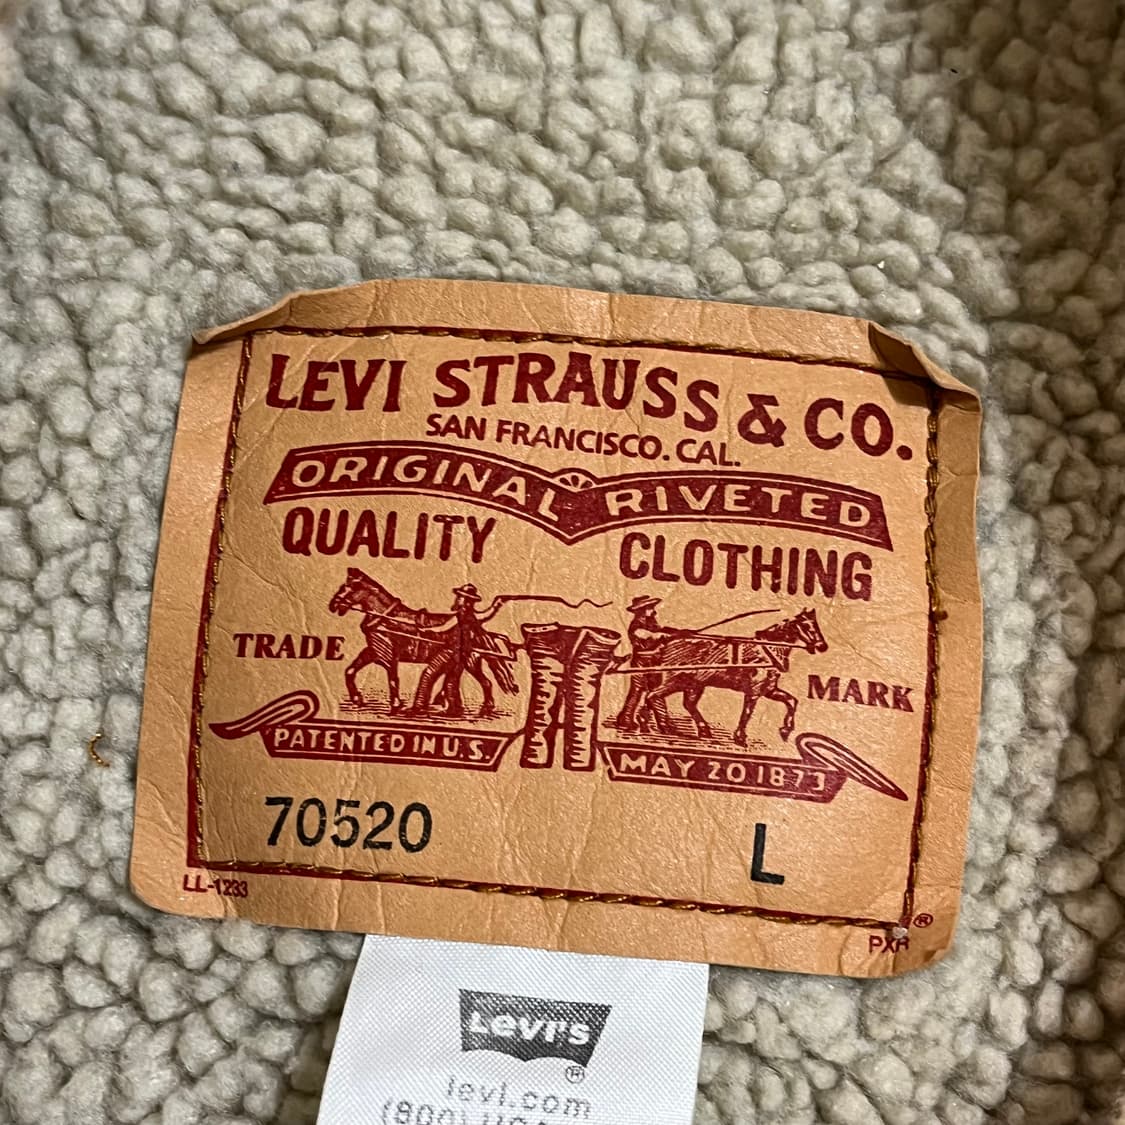 LEVI STRAUSS & CO.
SAN FRANCISCO. CAL.
ORIGINAL RIVETED
QUALITY CLOTHING
TRADE MARK
PATENTED IN U.S. MAY 20 1873
70520 L
LL-1233
PXR ®
Levi's
®
levi.com
(800)